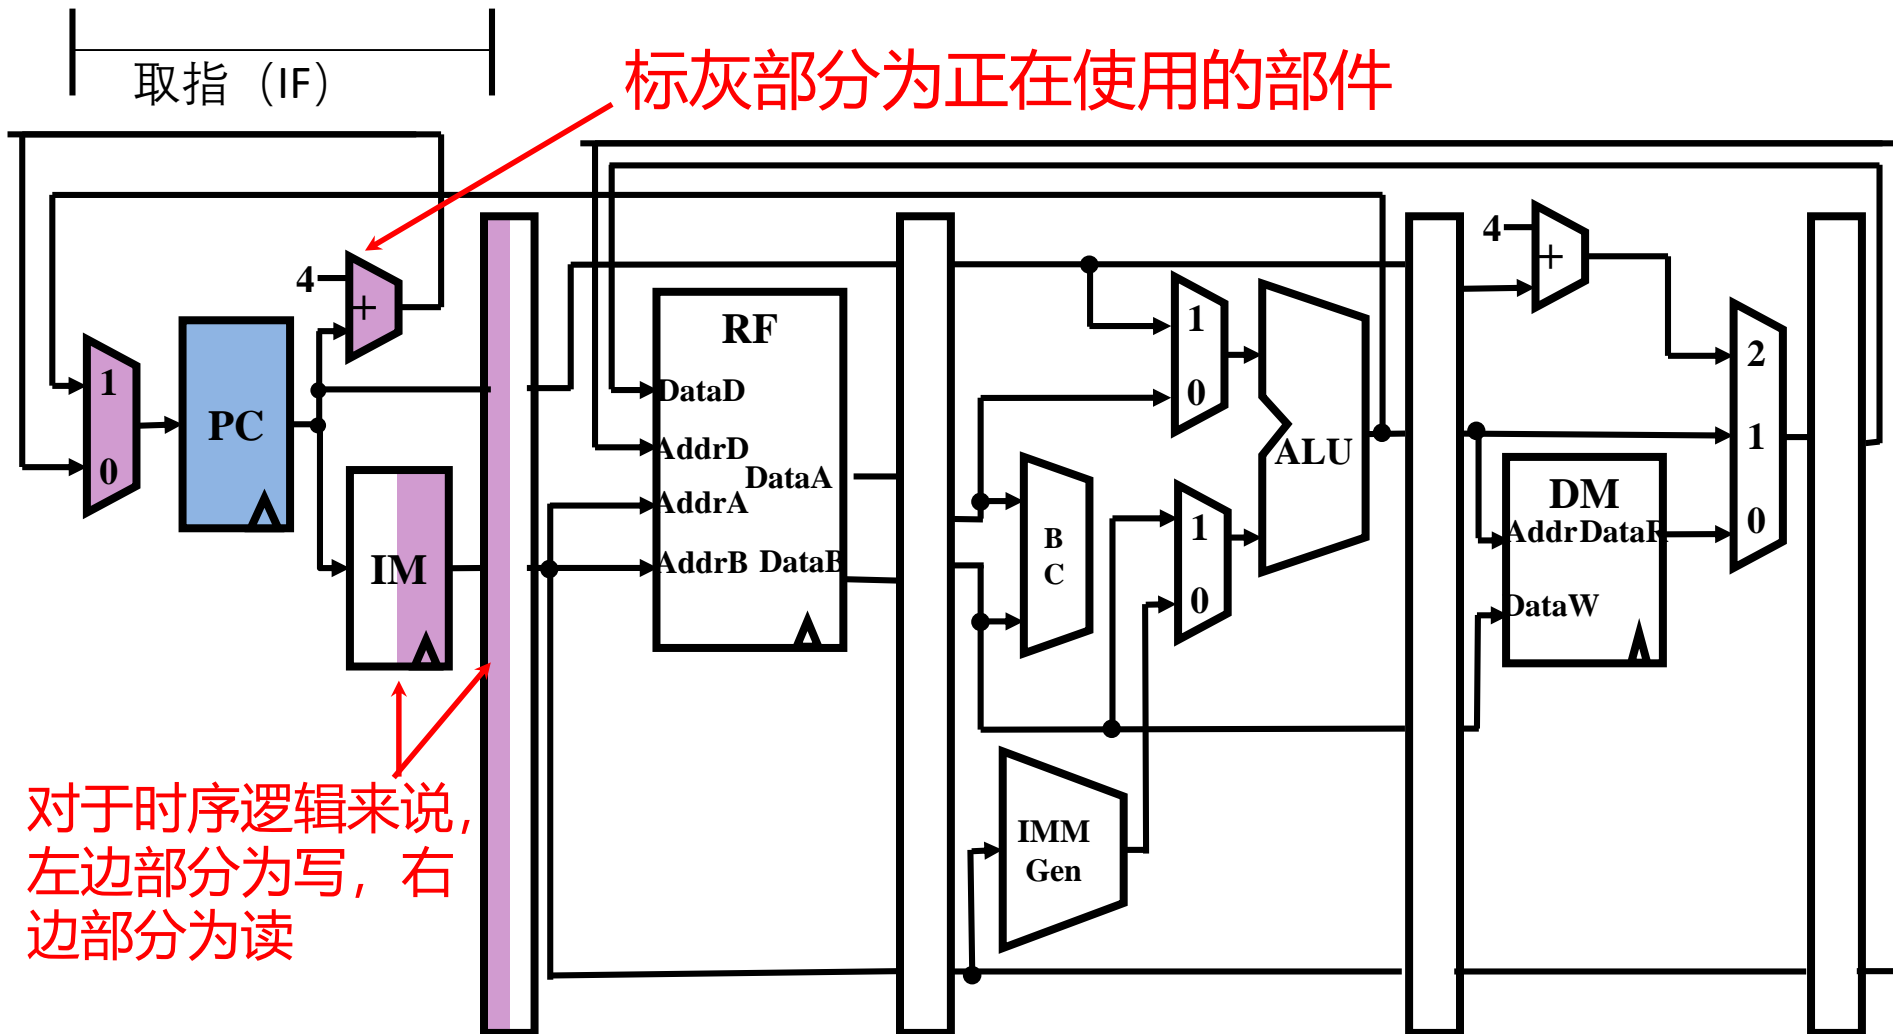 取指（IF）
标灰部分为正在使用的部件
4
+
1
0
PC
IM
RF
DataD
AddrD
AddrA
AddrB
DataA
DataB
B
C
1
0
1
0
ALU
IMM
Gen
4
+
DM
Addr
DataR
DataW
2
1
0
对于时序逻辑来说，
左边部分为写，右
边部分为读